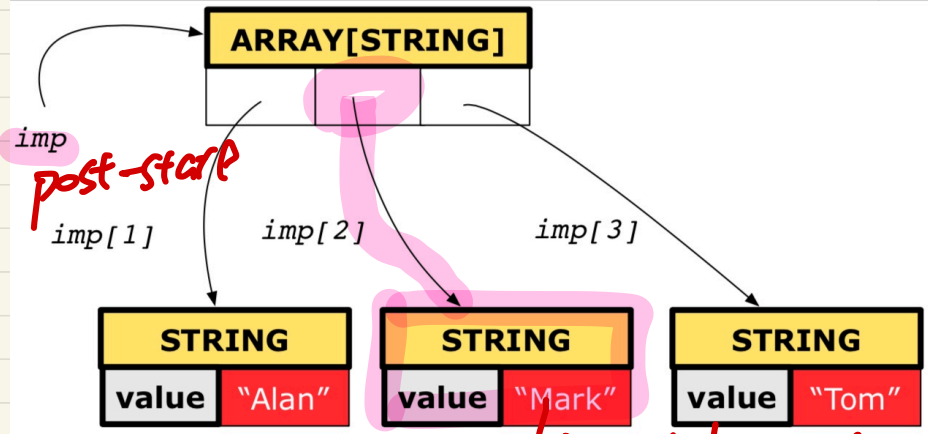 ARRAY[STRING]
imp
post-state
imp[1]
imp[2]
imp[3]
STRING
STRING
STRING
value
“Alan”
value
“Mark”
value
“Tom”